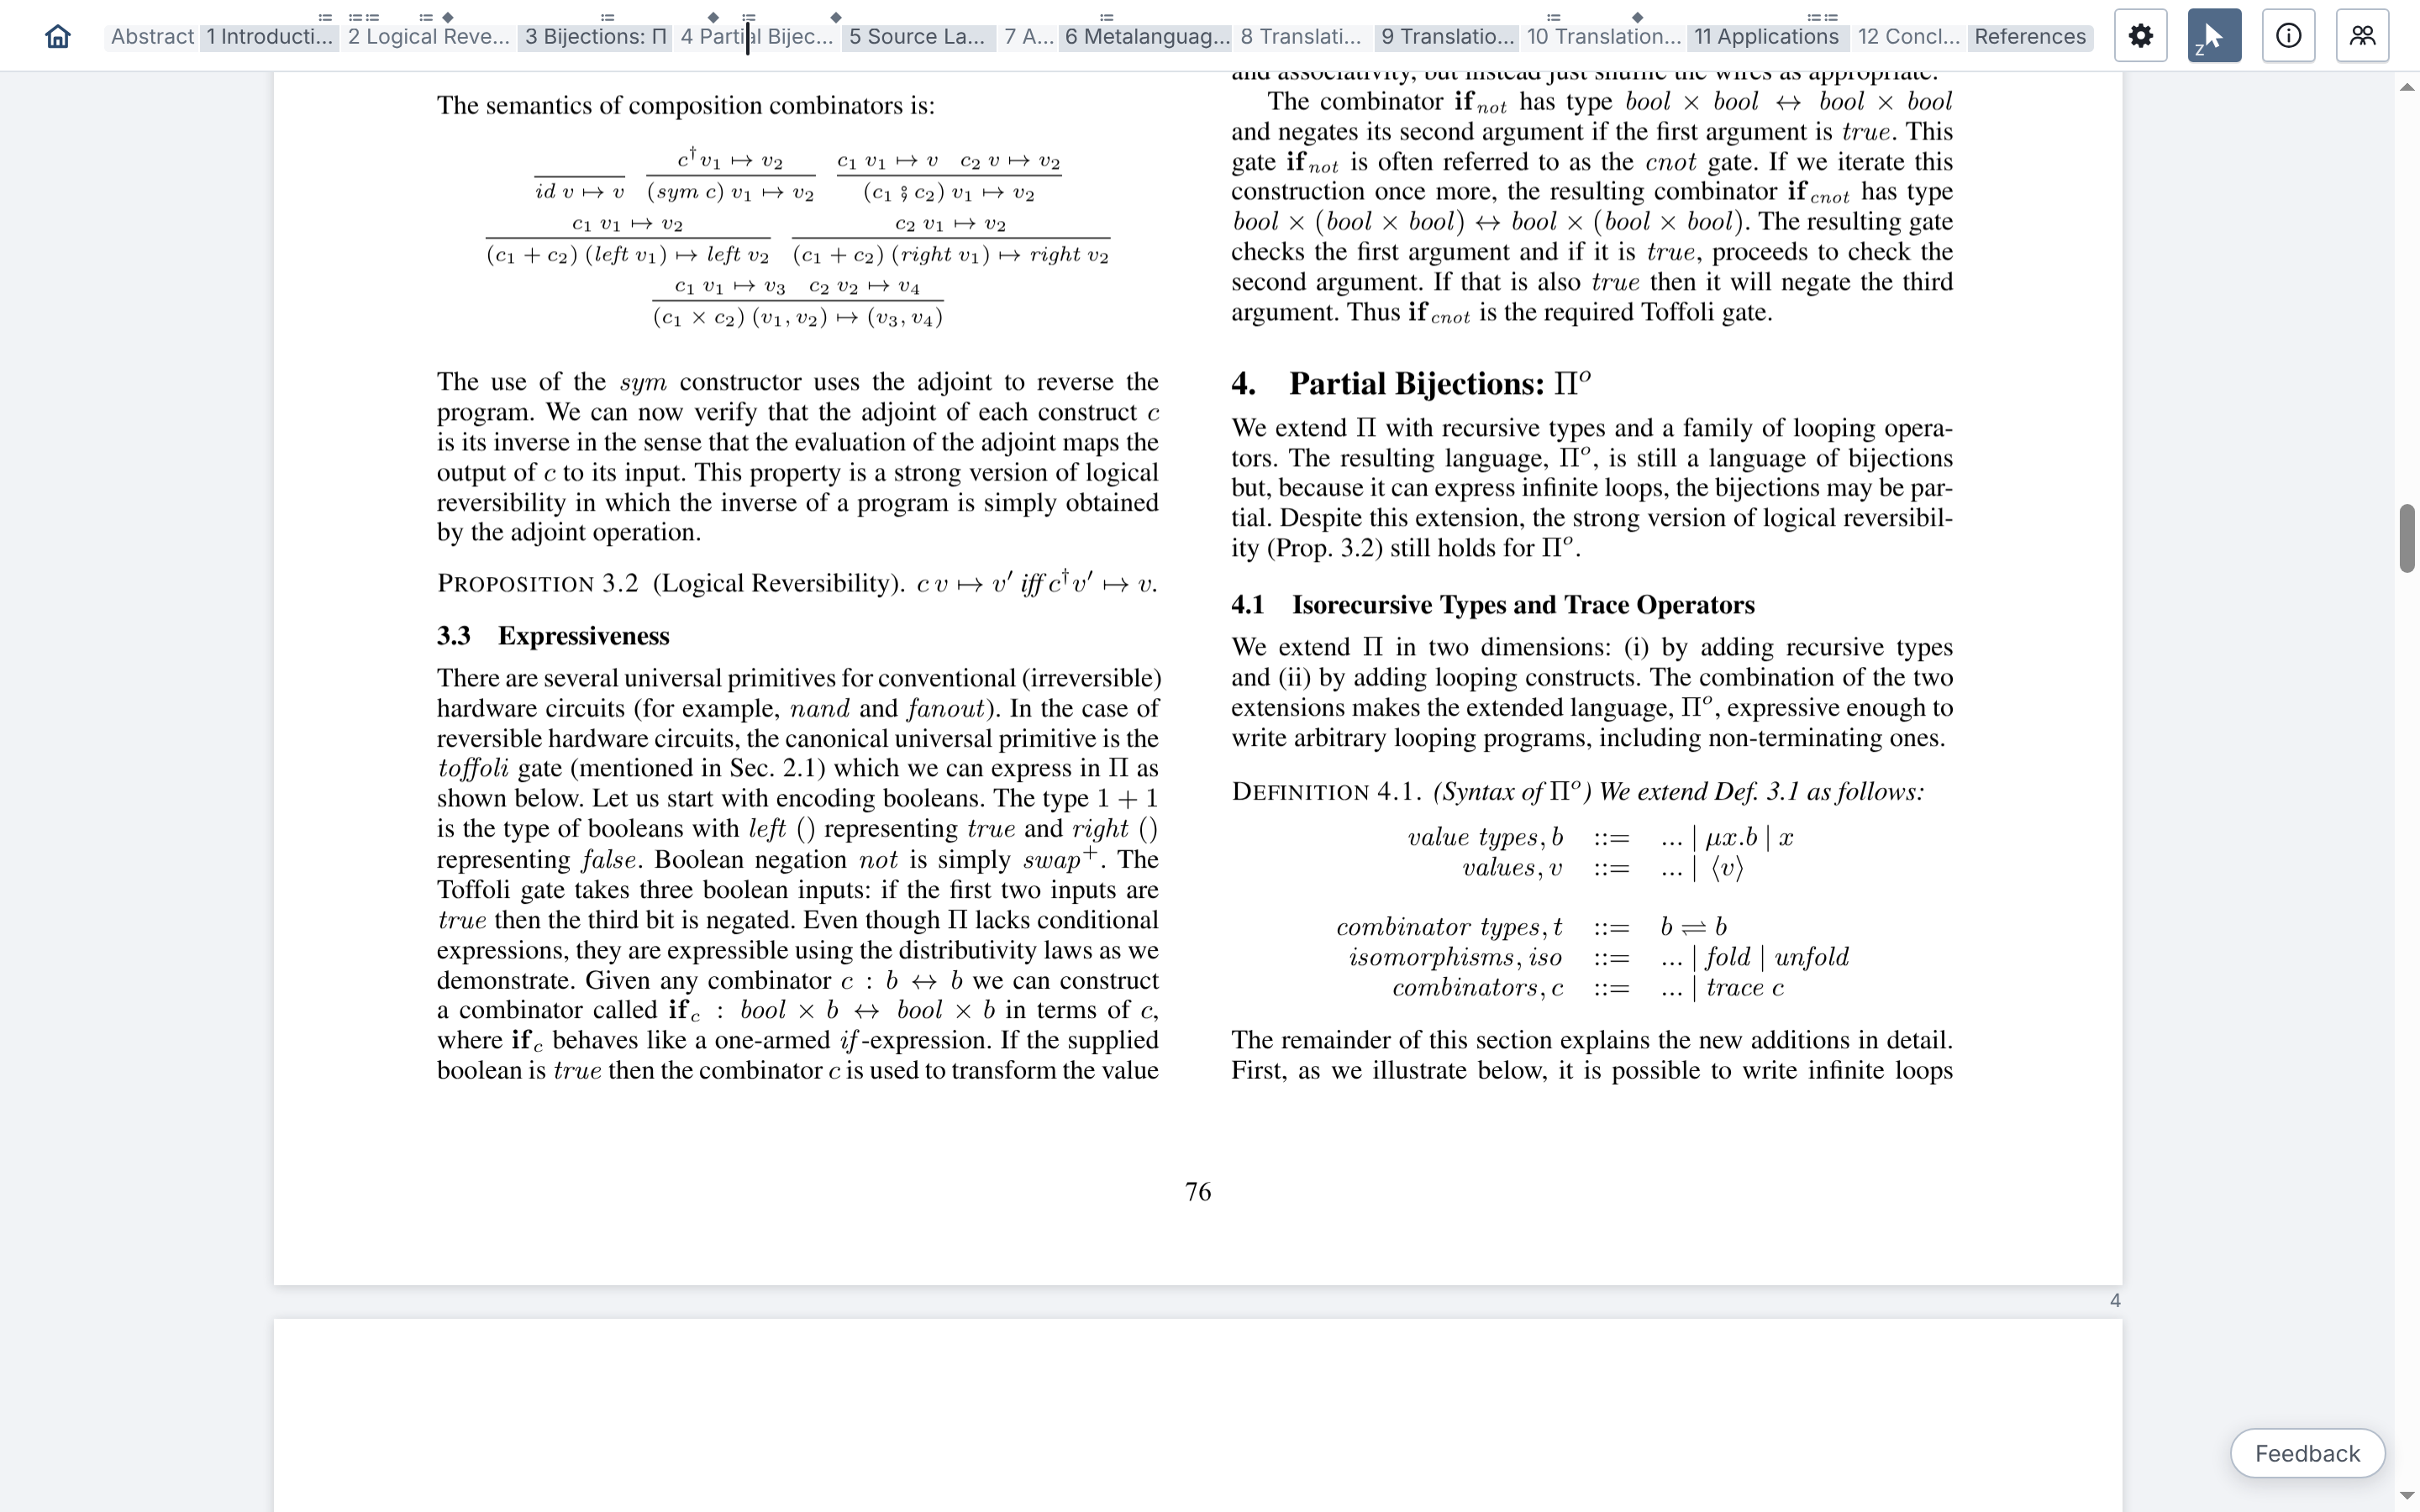 Abstract 1 Introducti... 2 Logical Reve... 3 Bijections: Π 4 Partial Bijec... 5 Source La... 7 A... 6 Metalanguag... 8 Translati... 9 Translatio... 10 Translation... 11 Applications 12 Concl... References
z
The semantics of composition combinators is:
c† v₁ ↦ v₂    c₁ v₁ ↦ v   c₂ v ↦ v₂
id v ↦ v   (sym c) v₁ ↦ v₂   (c₁ ⨾ c₂) v₁ ↦ v₂
c₁ v₁ ↦ v₂   c₂ v₁ ↦ v₂
(c₁ + c₂) (left v₁) ↦ left v₂   (c₁ + c₂) (right v₁) ↦ right v₂
c₁ v₁ ↦ v₃   c₂ v₂ ↦ v₄
(c₁ × c₂) (v₁, v₂) ↦ (v₃, v₄)
The use of the sym constructor uses the adjoint to reverse the
program. We can now verify that the adjoint of each construct c
is its inverse in the sense that the evaluation of the adjoint maps the
output of c to its input. This property is a strong version of logical
reversibility in which the inverse of a program is simply obtained
by the adjoint operation.
PROPOSITION 3.2 (Logical Reversibility). c v ↦ v′ iff c† v′ ↦ v.
3.3 Expressiveness
There are several universal primitives for conventional (irreversible)
hardware circuits (for example, nand and fanout). In the case of
reversible hardware circuits, the canonical universal primitive is the
toffoli gate (mentioned in Sec. 2.1) which we can express in Π as
shown below. Let us start with encoding booleans. The type 1 + 1
is the type of booleans with left () representing true and right ()
representing false. Boolean negation not is simply swap⁺. The
Toffoli gate takes three boolean inputs: if the first two inputs are
true then the third bit is negated. Even though Π lacks conditional
expressions, they are expressible using the distributivity laws as we
demonstrate. Given any combinator c : b ↔ b we can construct
a combinator called if_c : bool × b ↔ bool × b in terms of c,
where if_c behaves like a one-armed if-expression. If the supplied
boolean is true then the combinator c is used to transform the value
and associativity, but instead just shuffle the wires as appropriate.
The combinator if_not has type bool × bool ↔ bool × bool
and negates its second argument if the first argument is true. This
gate if_not is often referred to as the cnot gate. If we iterate this
construction once more, the resulting combinator if_cnot has type
bool × (bool × bool) ↔ bool × (bool × bool). The resulting gate
checks the first argument and if it is true, proceeds to check the
second argument. If that is also true then it will negate the third
argument. Thus if_cnot is the required Toffoli gate.
4. Partial Bijections: Πᵒ
We extend Π with recursive types and a family of looping opera-
tors. The resulting language, Πᵒ, is still a language of bijections
but, because it can express infinite loops, the bijections may be par-
tial. Despite this extension, the strong version of logical reversibil-
ity (Prop. 3.2) still holds for Πᵒ.
4.1 Isorecursive Types and Trace Operators
We extend Π in two dimensions: (i) by adding recursive types
and (ii) by adding looping constructs. The combination of the two
extensions makes the extended language, Πᵒ, expressive enough to
write arbitrary looping programs, including non-terminating ones.
DEFINITION 4.1. (Syntax of Πᵒ) We extend Def. 3.1 as follows:
value types, b ::= ... | μx.b | x
values, v ::= ... | ⟨v⟩
combinator types, t ::= b ⇌ b
isomorphisms, iso ::= ... | fold | unfold
combinators, c ::= ... | trace c
The remainder of this section explains the new additions in detail.
First, as we illustrate below, it is possible to write infinite loops
76
4
Feedback